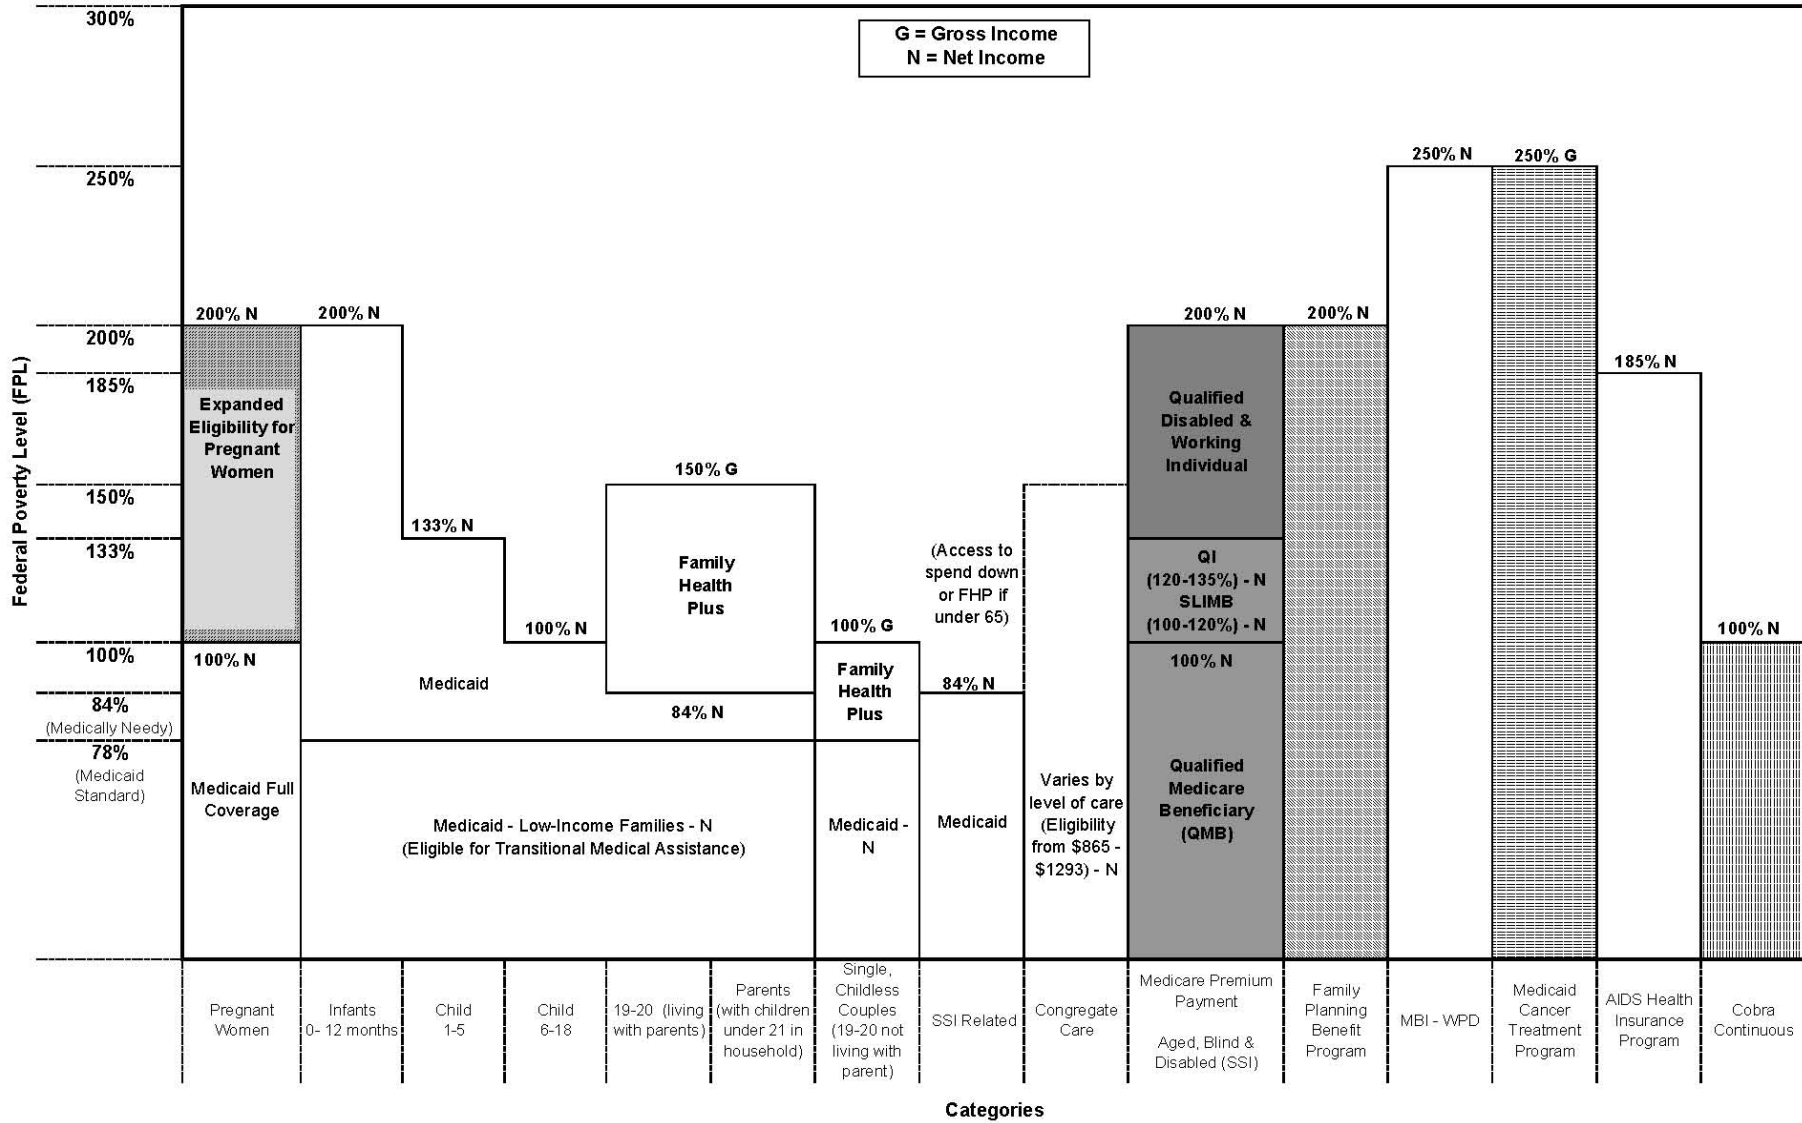 G = Gross Income
N = Net Income
Federal Poverty Level (FPL)
300%
250%
200%
185%
150%
133%
100%
84%
(Medically Needy)
78%
(Medicaid
Standard)
200% N
Expanded
Eligibility for
Pregnant
Women
100% N
Medicaid Full
Coverage
200% N
133% N
100% N
Medicaid
150% G
Family
Health
Plus
84% N
Medicaid - Low-Income Families - N
(Eligible for Transitional Medical Assistance)
100% G
Family
Health
Plus
Medicaid -
N
(Access to
spend down
or FHP if
under 65)
84% N
Medicaid
Varies by
level of care
(Eligibility
from $865 -
$1293) - N
200% N
Qualified
Disabled &
Working
Individual
QI
(120-135%) - N
SLIMB
(100-120%) - N
100% N
Qualified
Medicare
Beneficiary
(QMB)
200% N
250% N
250% G
185% N
100% N
Pregnant
Women
Infants
0- 12 months
Child
1-5
Child
6-18
19-20 (living
with parents)
Parents
(with children
under 21 in
household)
Single,
Childless
Couples
(19-20 not
living with
parent)
SSI Related
Congregate
Care
Medicare Premium
Payment
Aged, Blind &
Disabled (SSI)
Family
Planning
Benefit
Program
MBI - WPD
Medicaid
Cancer
Treatment
Program
AIDS Health
Insurance
Program
Cobra
Continuous
Categories